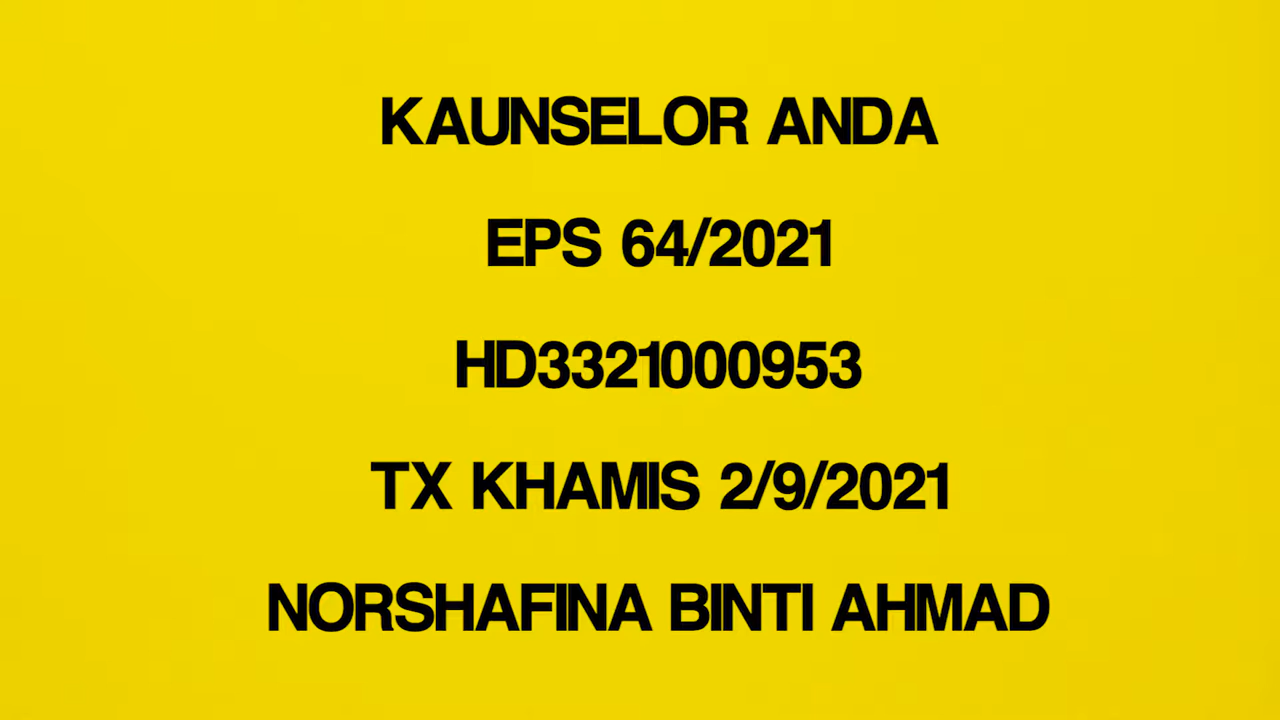 KAUNSELOR ANDA
EPS 64/2021
HD3321000953
TX KHAMIS 2/9/2021
NORSHAFINA BINTI AHMAD